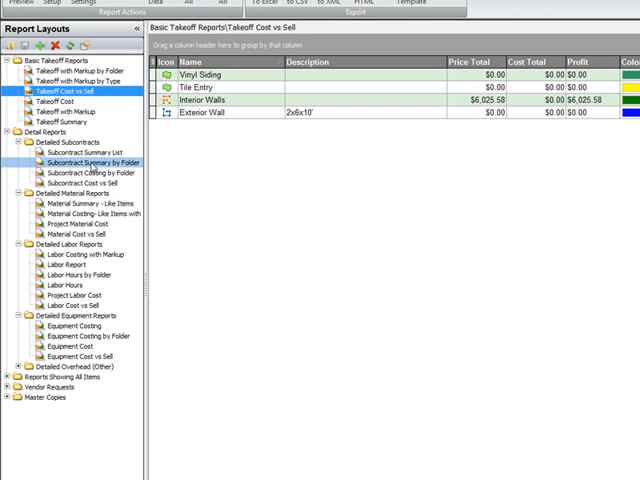 Preview Setup Settings Data All All To Excel to CSV to XML HTML Template
Report Actions Export
Report Layouts
Basic Takeoff Reports
Takeoff with Markup by Folder
Takeoff with Markup by Type
Takeoff Cost vs Sell
Takeoff Cost
Takeoff with Markup
Takeoff Summary
Detail Reports
Detailed Subcontracts
Subcontract Summary List
Subcontract Summary by Folder
Subcontract Costing by Folder
Subcontract Cost vs Sell
Detailed Material Reports
Material Summary - Like Items
Material Costing- Like Items with
Project Material Cost
Material Cost vs Sell
Detailed Labor Reports
Labor Costing with Markup
Labor Report
Labor Hours by Folder
Labor Hours
Project Labor Cost
Labor Cost vs Sell
Detailed Equipment Reports
Equipment Costing
Equipment Costing by Folder
Equipment Cost
Equipment Cost vs Sell
Detailed Overhead (Other)
Reports Showing All Items
Vendor Requests
Master Copies
Basic Takeoff Reports\Takeoff Cost vs Sell
Drag a column header here to group by that column
Icon Name Description Price Total Cost Total Profit Colo
Vinyl Siding $0.00 $0.00 $0.00
Tile Entry $0.00 $0.00 $0.00
Interior Walls $6,025.58 $0.00 $6,025.58
Exterior Wall 2x6x10' $0.00 $0.00 $0.00